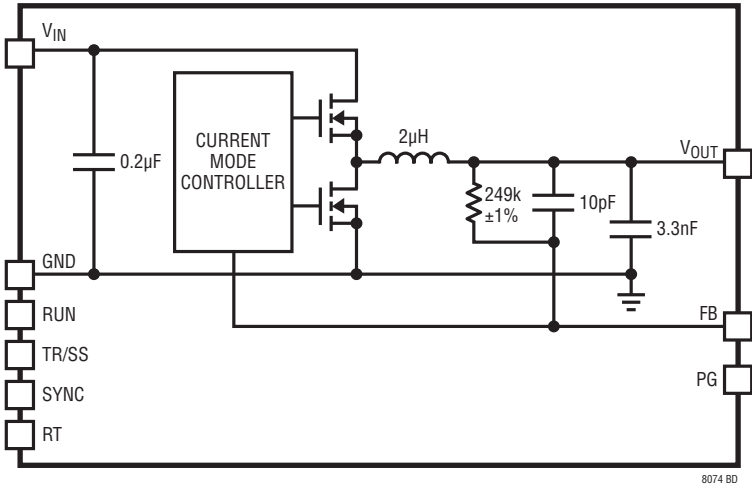 VIN
0.2µF
CURRENT
MODE
CONTROLLER
2µH
VOUT
249k
±1%
10pF
3.3nF
GND
RUN
TR/SS
SYNC
RT
FB
PG
8074 BD